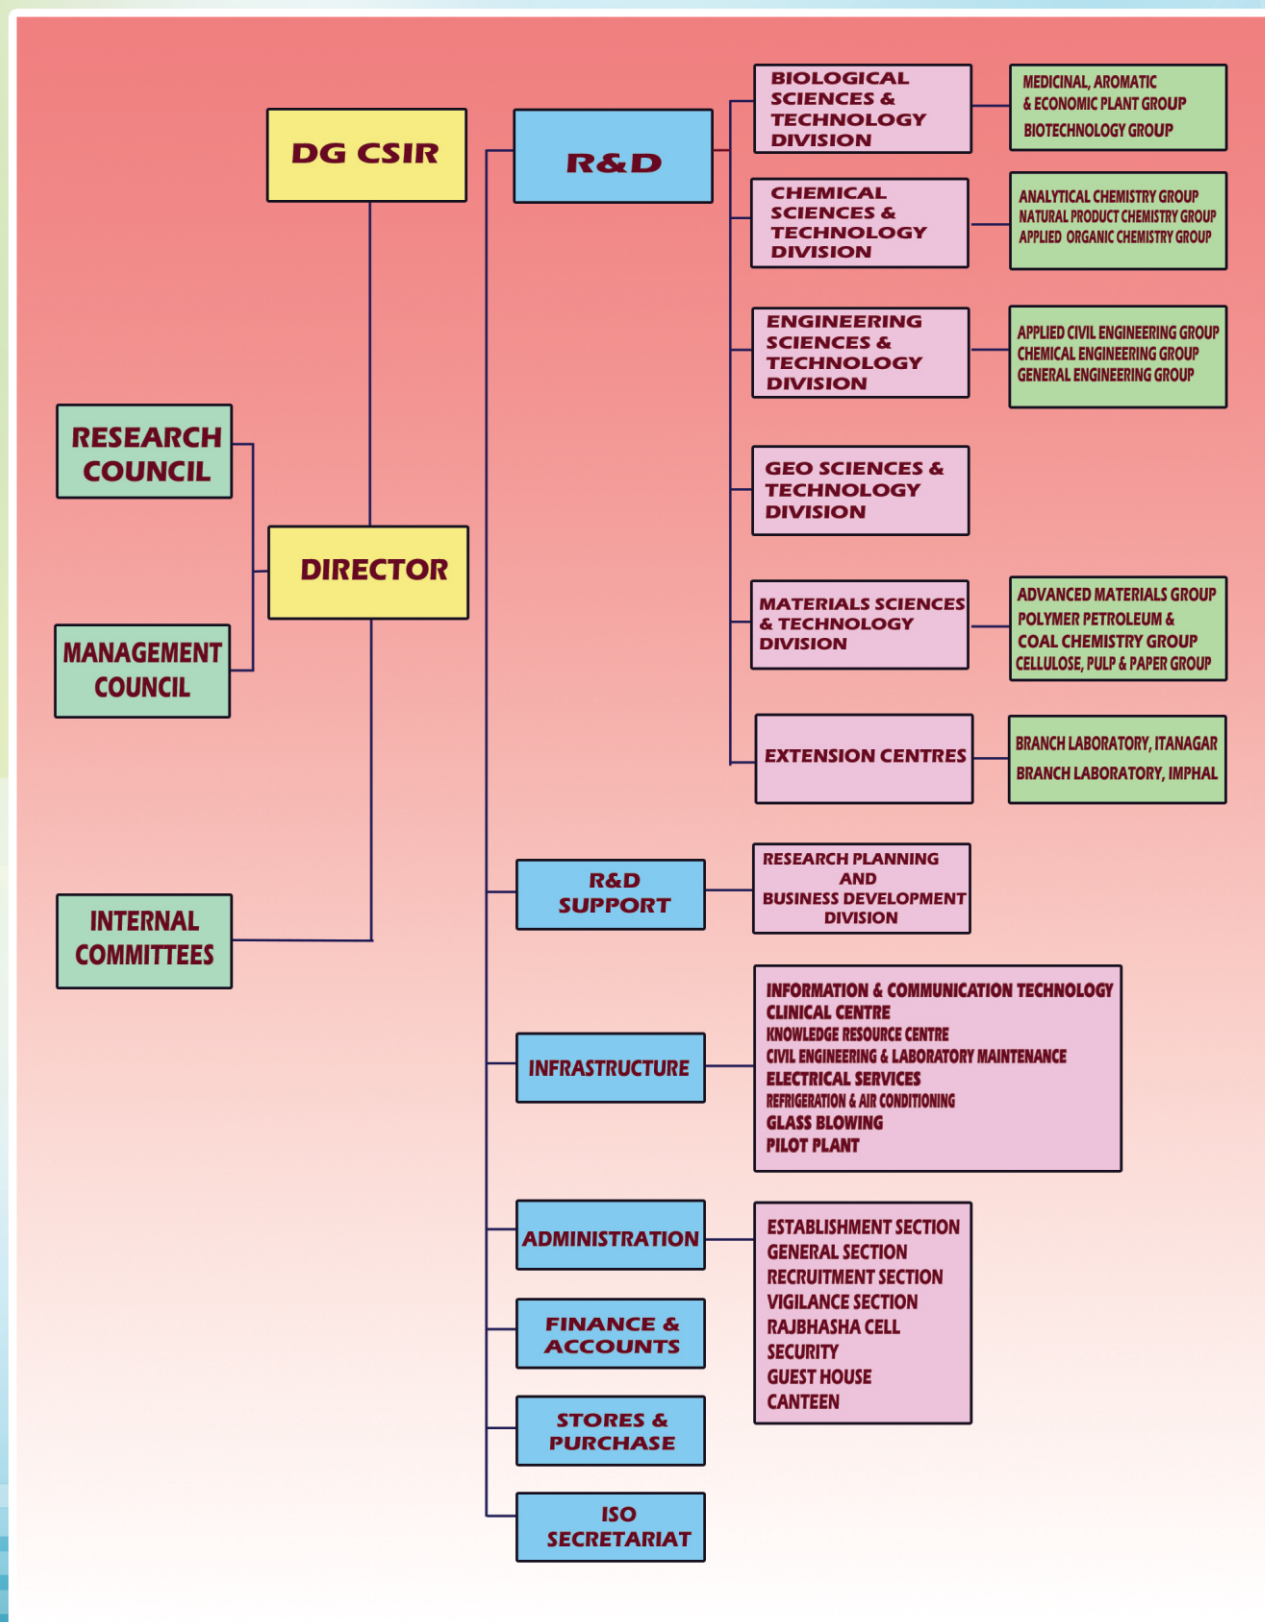 DG CSIR
RESEARCH
COUNCIL
DIRECTOR
MANAGEMENT
COUNCIL
INTERNAL
COMMITTEES
R&D
BIOLOGICAL
SCIENCES &
TECHNOLOGY
DIVISION
MEDICINAL, AROMATIC
& ECONOMIC PLANT GROUP
BIOTECHNOLOGY GROUP
CHEMICAL
SCIENCES &
TECHNOLOGY
DIVISION
ANALYTICAL CHEMISTRY GROUP
NATURAL PRODUCT CHEMISTRY GROUP
APPLIED ORGANIC CHEMISTRY GROUP
ENGINEERING
SCIENCES &
TECHNOLOGY
DIVISION
APPLIED CIVIL ENGINEERING GROUP
CHEMICAL ENGINEERING GROUP
GENERAL ENGINEERING GROUP
GEO SCIENCES &
TECHNOLOGY
DIVISION
MATERIALS SCIENCES
& TECHNOLOGY
DIVISION
ADVANCED MATERIALS GROUP
POLYMER PETROLEUM &
COAL CHEMISTRY GROUP
CELLULOSE, PULP & PAPER GROUP
EXTENSION CENTRES
BRANCH LABORATORY, ITANAGAR
BRANCH LABORATORY, IMPHAL
R&D
SUPPORT
RESEARCH PLANNING
AND
BUSINESS DEVELOPMENT
DIVISION
INFRASTRUCTURE
INFORMATION & COMMUNICATION TECHNOLOGY
CLINICAL CENTRE
KNOWLEDGE RESOURCE CENTRE
CIVIL ENGINEERING & LABORATORY MAINTENANCE
ELECTRICAL SERVICES
REFRIGERATION & AIR CONDITIONING
GLASS BLOWING
PILOT PLANT
ADMINISTRATION
ESTABLISHMENT SECTION
GENERAL SECTION
RECRUITMENT SECTION
VIGILANCE SECTION
RAJBHASHA CELL
SECURITY
GUEST HOUSE
CANTEEN
FINANCE &
ACCOUNTS
STORES &
PURCHASE
ISO
SECRETARIAT